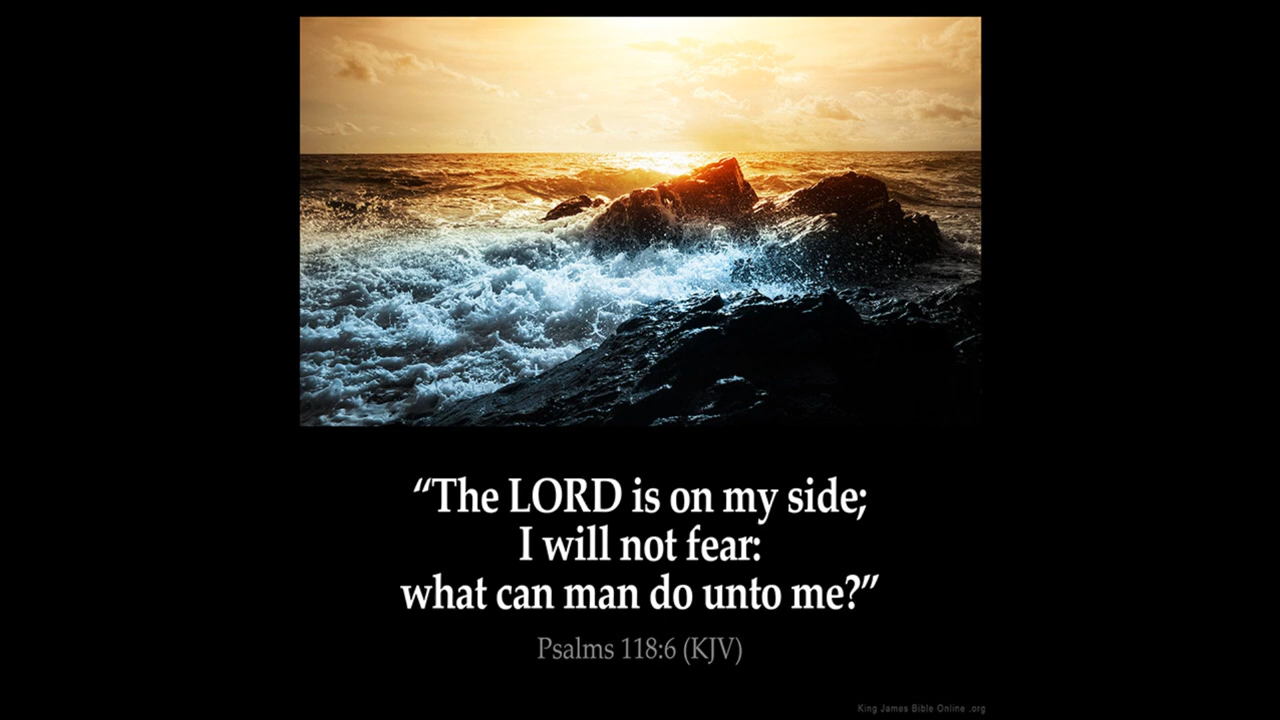 “The LORD is on my side;
I will not fear:
what can man do unto me?”
Psalms 118:6 (KJV)
King James Bible Online .org